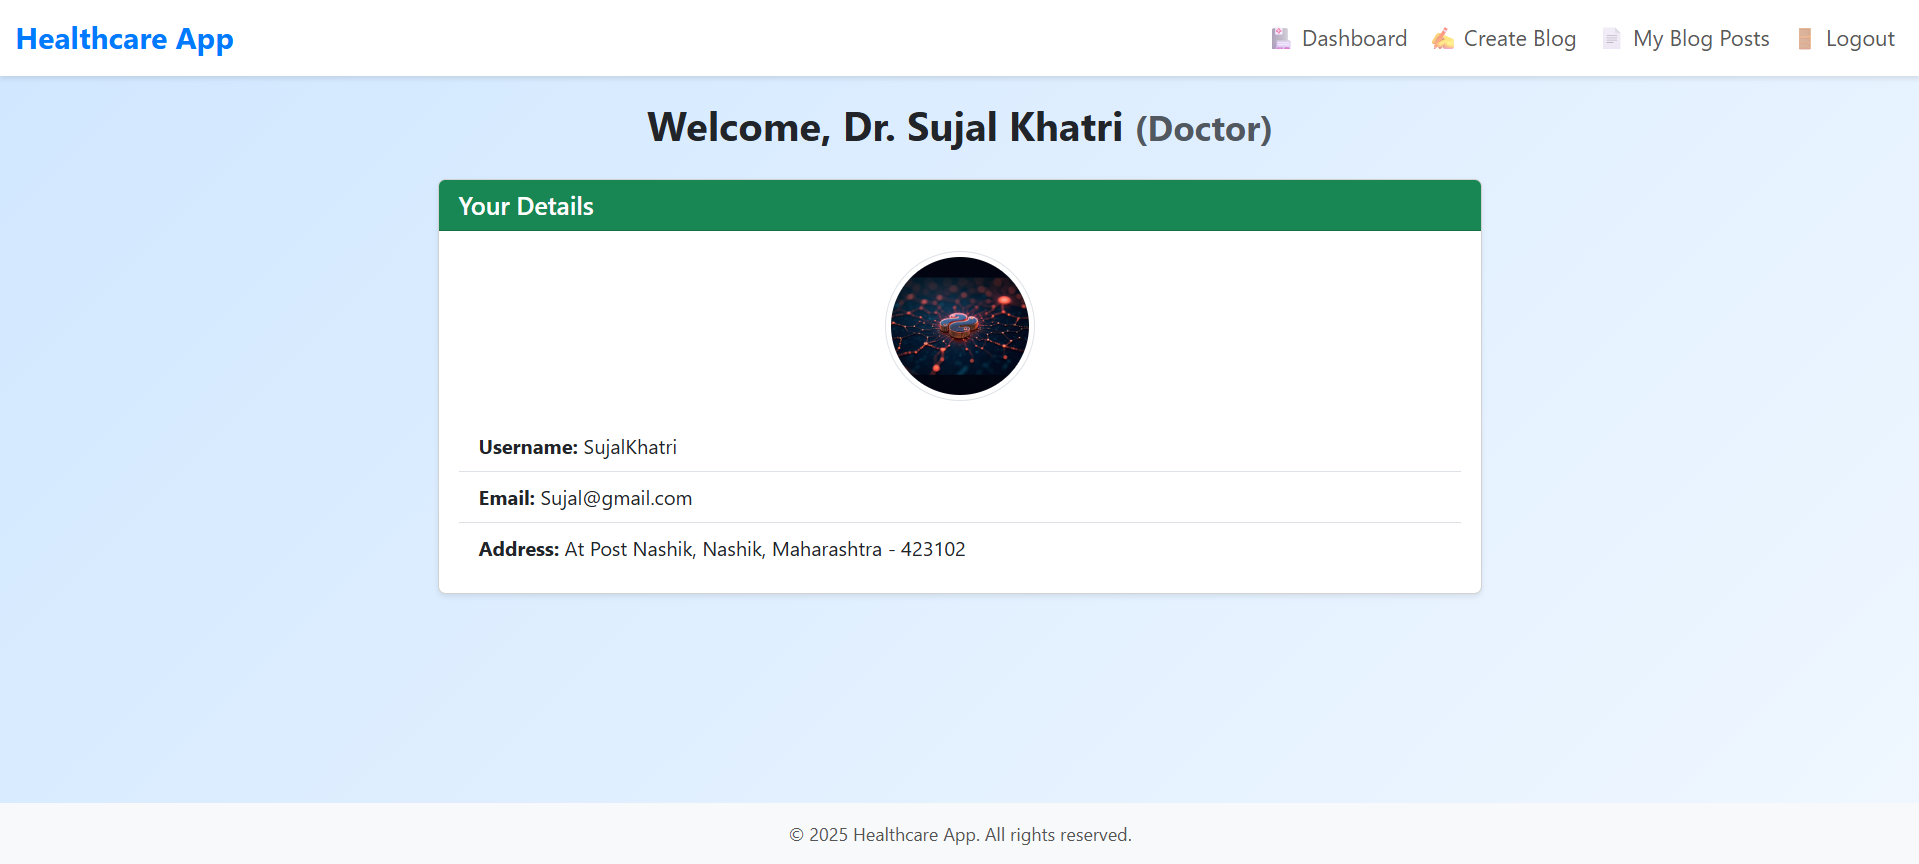 Healthcare App
Dashboard
Create Blog
My Blog Posts
Logout
Welcome, Dr. Sujal Khatri (Doctor)
Your Details
Username: SujalKhatri
Email: Sujal@gmail.com
Address: At Post Nashik, Nashik, Maharashtra - 423102
© 2025 Healthcare App. All rights reserved.